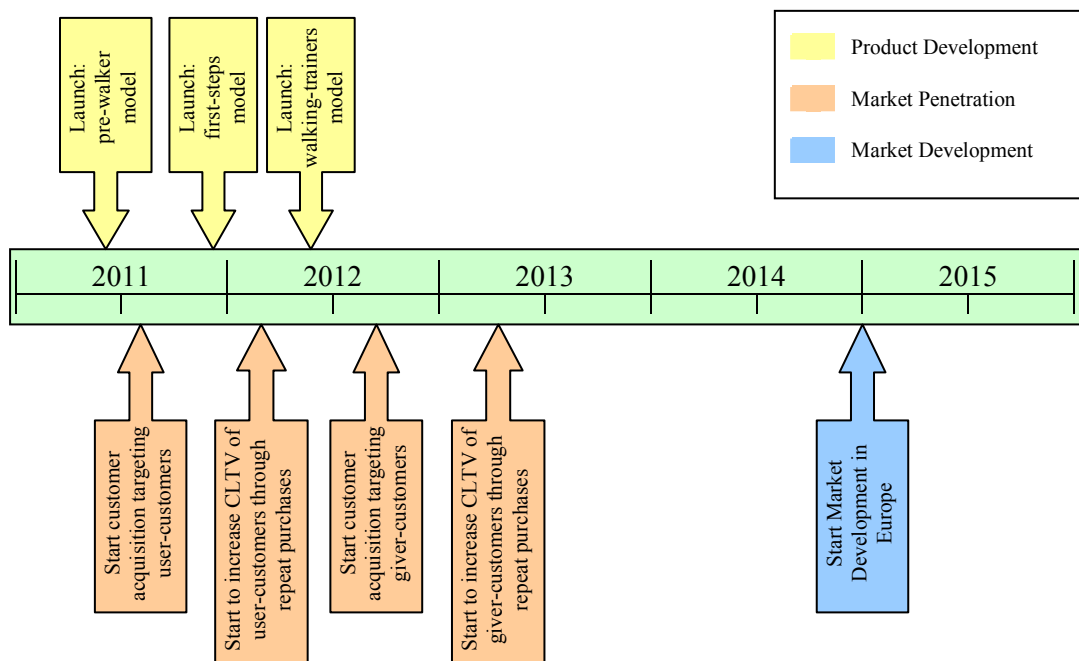 Launch:
pre-walker
model
Launch:
first-steps
model
Launch:
walking-trainers
model
Product Development
Market Penetration
Market Development
2011
2012
2013
2014
2015
Start customer
acquisition targeting
user-customers
Start to increase CLTV of
user-customers through
repeat purchases
Start customer
acquisition targeting
giver-customers
Start to increase CLTV of
giver-customers through
repeat purchases
Start Market
Development in
Europe